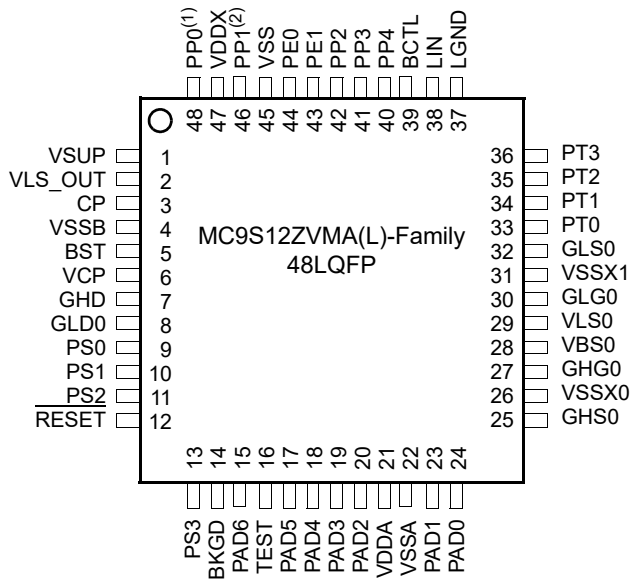 PP0(1)
VDDX
PP1(2)
VSS
PE0
PE1
PP2
PP3
PP4
BCTL
LIN
LGND
48
47
46
45
44
43
42
41
40
39
38
37
VSUP 1
VLS_OUT 2
CP 3
VSSB 4
BST 5
VCP 6
GHD 7
GLD0 8
PS0 9
PS1 10
PS2 11
RESET 12
MC9S12ZVMA(L)-Family
48LQFP
36 PT3
35 PT2
34 PT1
33 PT0
32 GLS0
31 VSSX1
30 GLG0
29 VLS0
28 VBS0
27 GHG0
26 VSSX0
25 GHS0
13
14
15
16
17
18
19
20
21
22
23
24
PS3
BKGD
PAD6
TEST
PAD5
PAD4
PAD3
PAD2
VDDA
VSSA
PAD1
PAD0